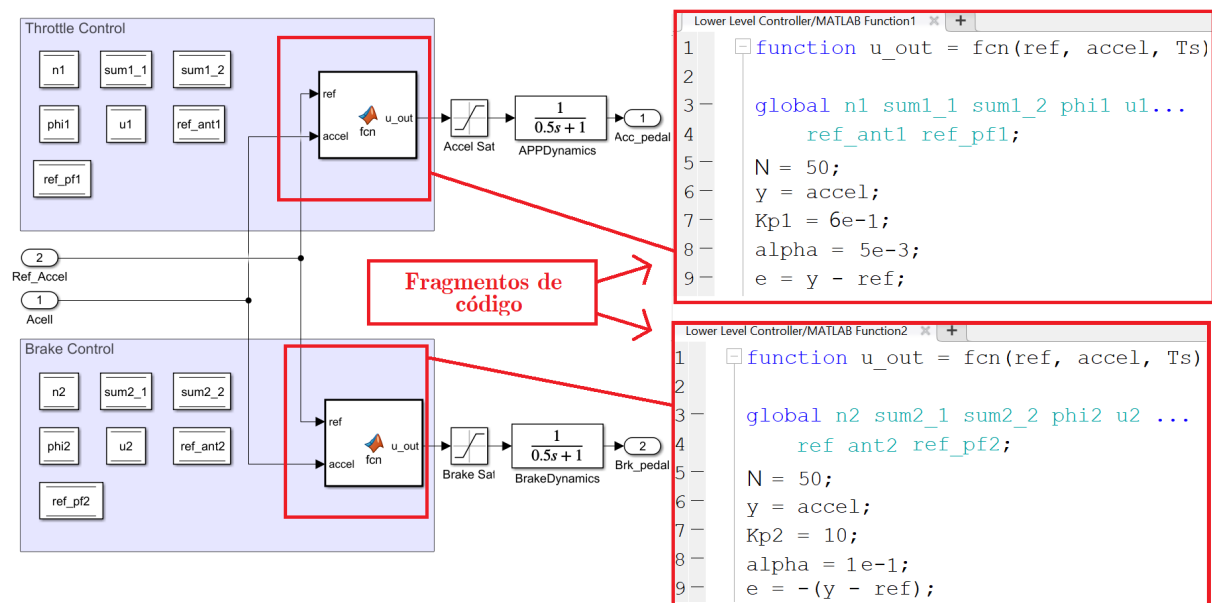 Throttle Control
n1
sum1_1
sum1_2
phi1
u1
ref_ant1
ref_pf1
ref
accel
fcn
u_out
Accel Sat
1
0.5s + 1
APPDynamics
1
Acc_pedal
2
Ref_Accel
1
Acell
Fragmentos de
código
Brake Control
n2
sum2_1
sum2_2
phi2
u2
ref_ant2
ref_pf2
ref
accel
fcn
u_out
Brake Sat
1
0.5s + 1
BrakeDynamics
2
Brk_pedal
Lower Level Controller/MATLAB Function1 × +
1 function u_out = fcn(ref, accel, Ts)
2
3 global n1 sum1_1 sum1_2 phi1 u1...
4 ref_ant1 ref_pf1;
5 N = 50;
6 y = accel;
7 Kp1 = 6e-1;
8 alpha = 5e-3;
9 e = y - ref;
Lower Level Controller/MATLAB Function2 × +
1 function u_out = fcn(ref, accel, Ts)
2
3 global n2 sum2_1 sum2_2 phi2 u2 ...
4 ref ant2 ref_pf2;
5 N = 50;
6 y = accel;
7 Kp2 = 10;
8 alpha = 1e-1;
9 e = -(y - ref);